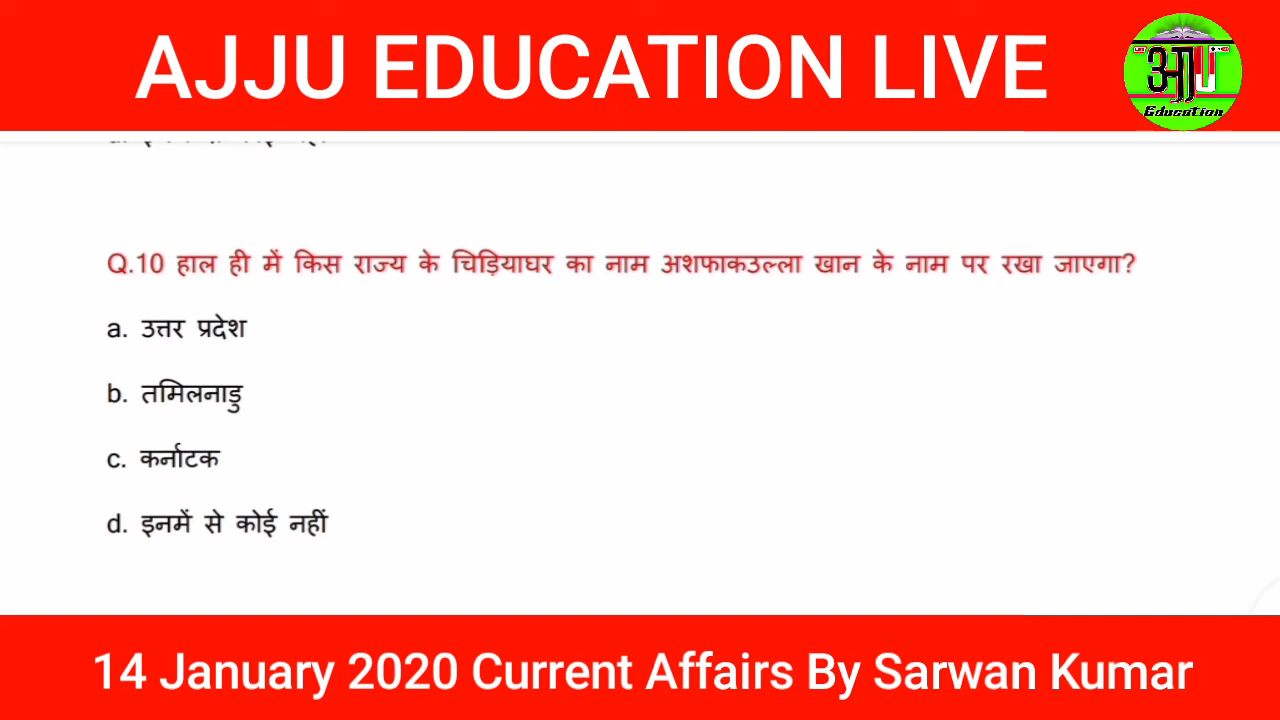 AJJU EDUCATION LIVE
Education
Q.10 हाल ही में किस राज्य के चिड़ियाघर का नाम अशफाकउल्ला खान के नाम पर रखा जाएगा?
a. उत्तर प्रदेश
b. तमिलनाडु
c. कर्नाटक
d. इनमें से कोई नहीं
14 January 2020 Current Affairs By Sarwan Kumar